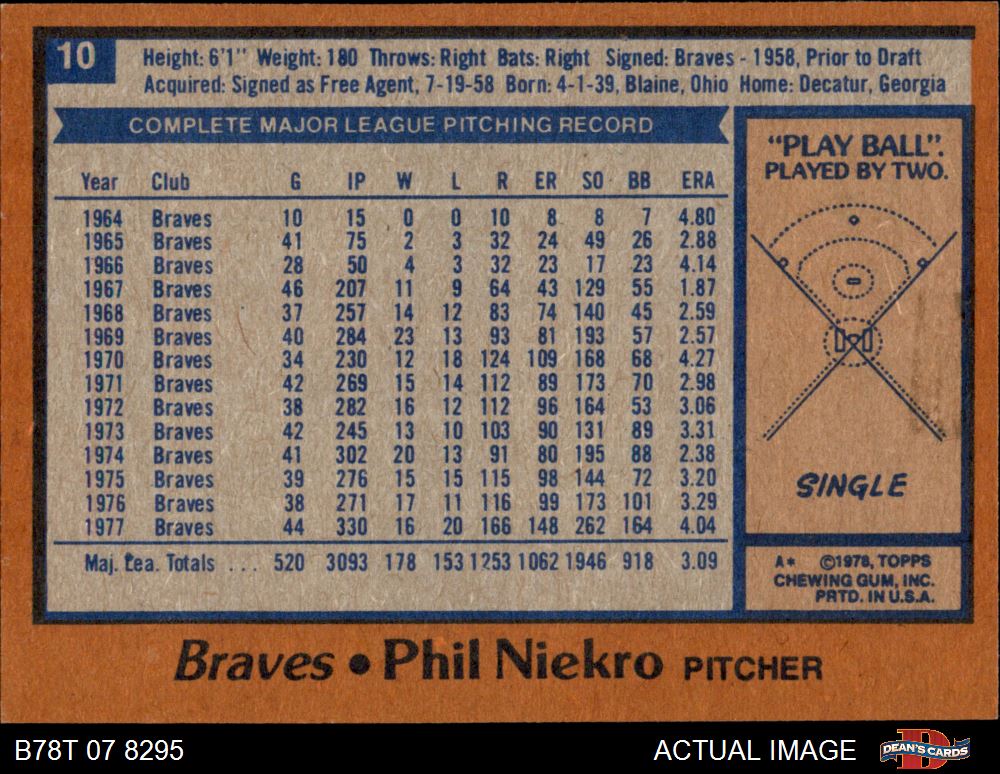 10
Height: 6'1" Weight: 180 Throws: Right Bats: Right Signed: Braves - 1958, Prior to Draft
Acquired: Signed as Free Agent, 7-19-58 Born: 4-1-39, Blaine, Ohio Home: Decatur, Georgia
COMPLETE MAJOR LEAGUE PITCHING RECORD
Year Club G IP W L R ER SO BB ERA
1964 Braves 10 15 0 0 10 8 8 7 4.80
1965 Braves 41 75 2 3 32 24 49 26 2.88
1966 Braves 28 50 4 3 32 23 17 23 4.14
1967 Braves 46 207 11 9 64 43 129 55 1.87
1968 Braves 37 257 14 12 83 74 140 45 2.59
1969 Braves 40 284 23 13 93 81 193 57 2.57
1970 Braves 34 230 12 18 124 109 168 68 4.27
1971 Braves 42 269 15 14 112 89 173 70 2.98
1972 Braves 38 282 16 12 112 96 164 53 3.06
1973 Braves 42 245 13 10 103 90 131 89 3.31
1974 Braves 41 302 20 13 91 80 195 88 2.38
1975 Braves 39 276 15 15 115 98 144 72 3.20
1976 Braves 38 271 17 11 116 99 173 101 3.29
1977 Braves 44 330 16 20 166 148 262 164 4.04
Maj. Lea. Totals ... 520 3093 178 153 1253 1062 1946 918 3.09
"PLAY BALL".
PLAYED BY TWO.
SINGLE
A* ©1978, TOPPS
CHEWING GUM, INC.
PRTD. IN U.S.A.
Braves • Phil Niekro PITCHER
B78T 07 8295
ACTUAL IMAGE
DEAN'S CARDS